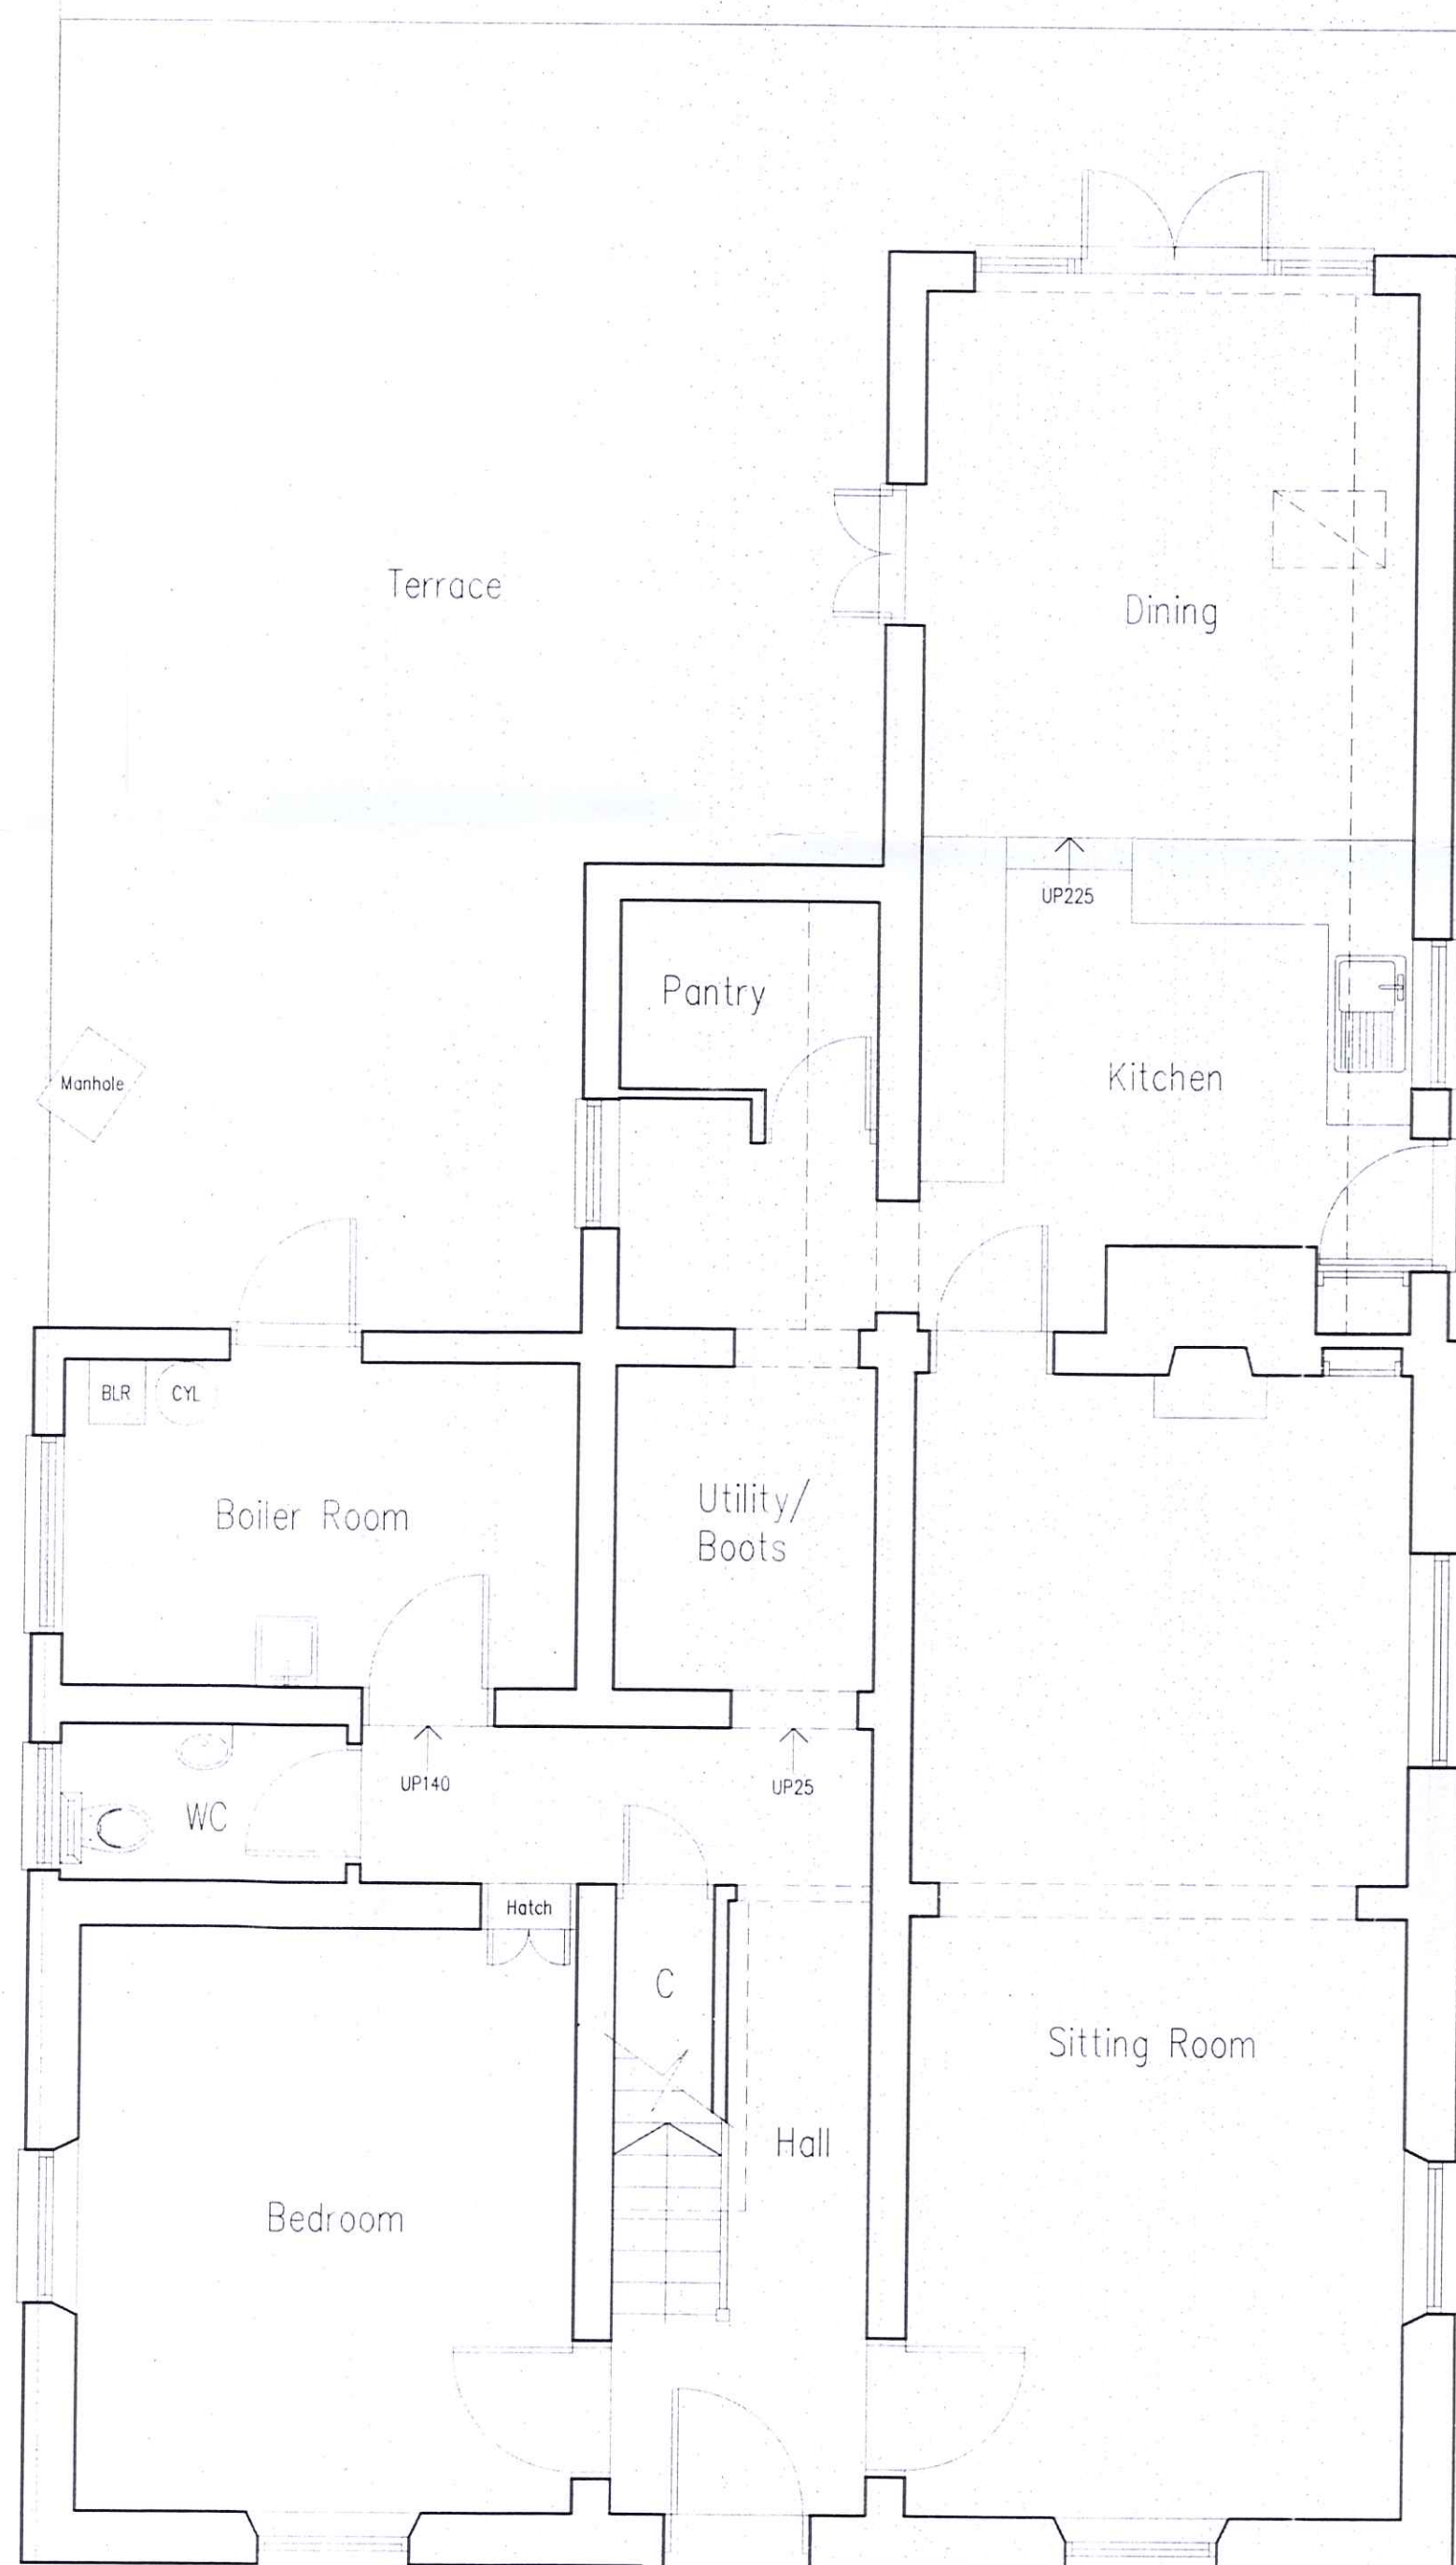 Terrace
Dining
UP225
Pantry
Manhole
Kitchen
BLR
CYL
Boiler Room
Utility/
Boots
UP140
UP25
WC
Hatch
C
Sitting Room
Hall
Bedroom